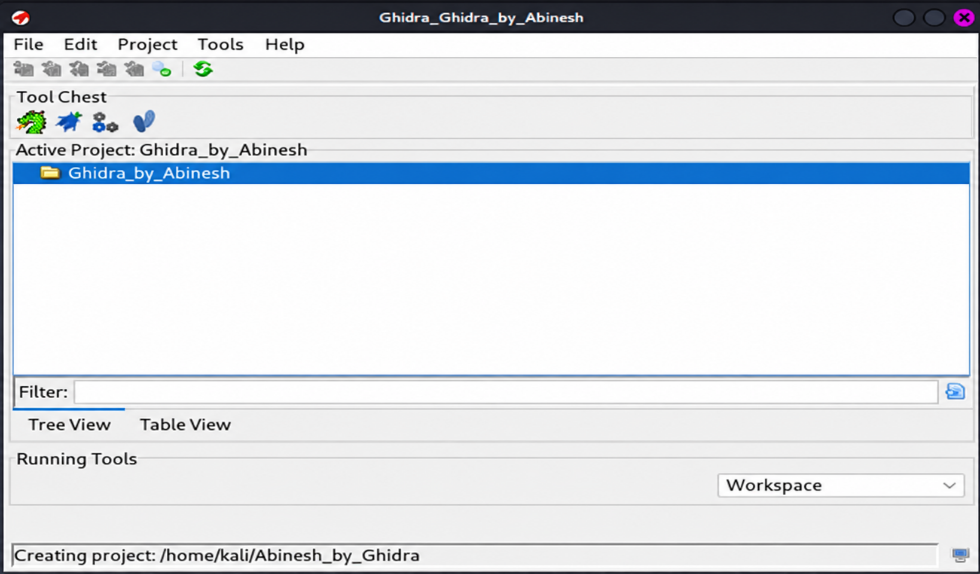 Ghidra_Ghidra_by_Abinesh
File Edit Project Tools Help
Tool Chest
Active Project: Ghidra_by_Abinesh
Ghidra_by_Abinesh
Filter:
Tree View Table View
Running Tools
Workspace
Creating project: /home/kali/Abinesh_by_Ghidra